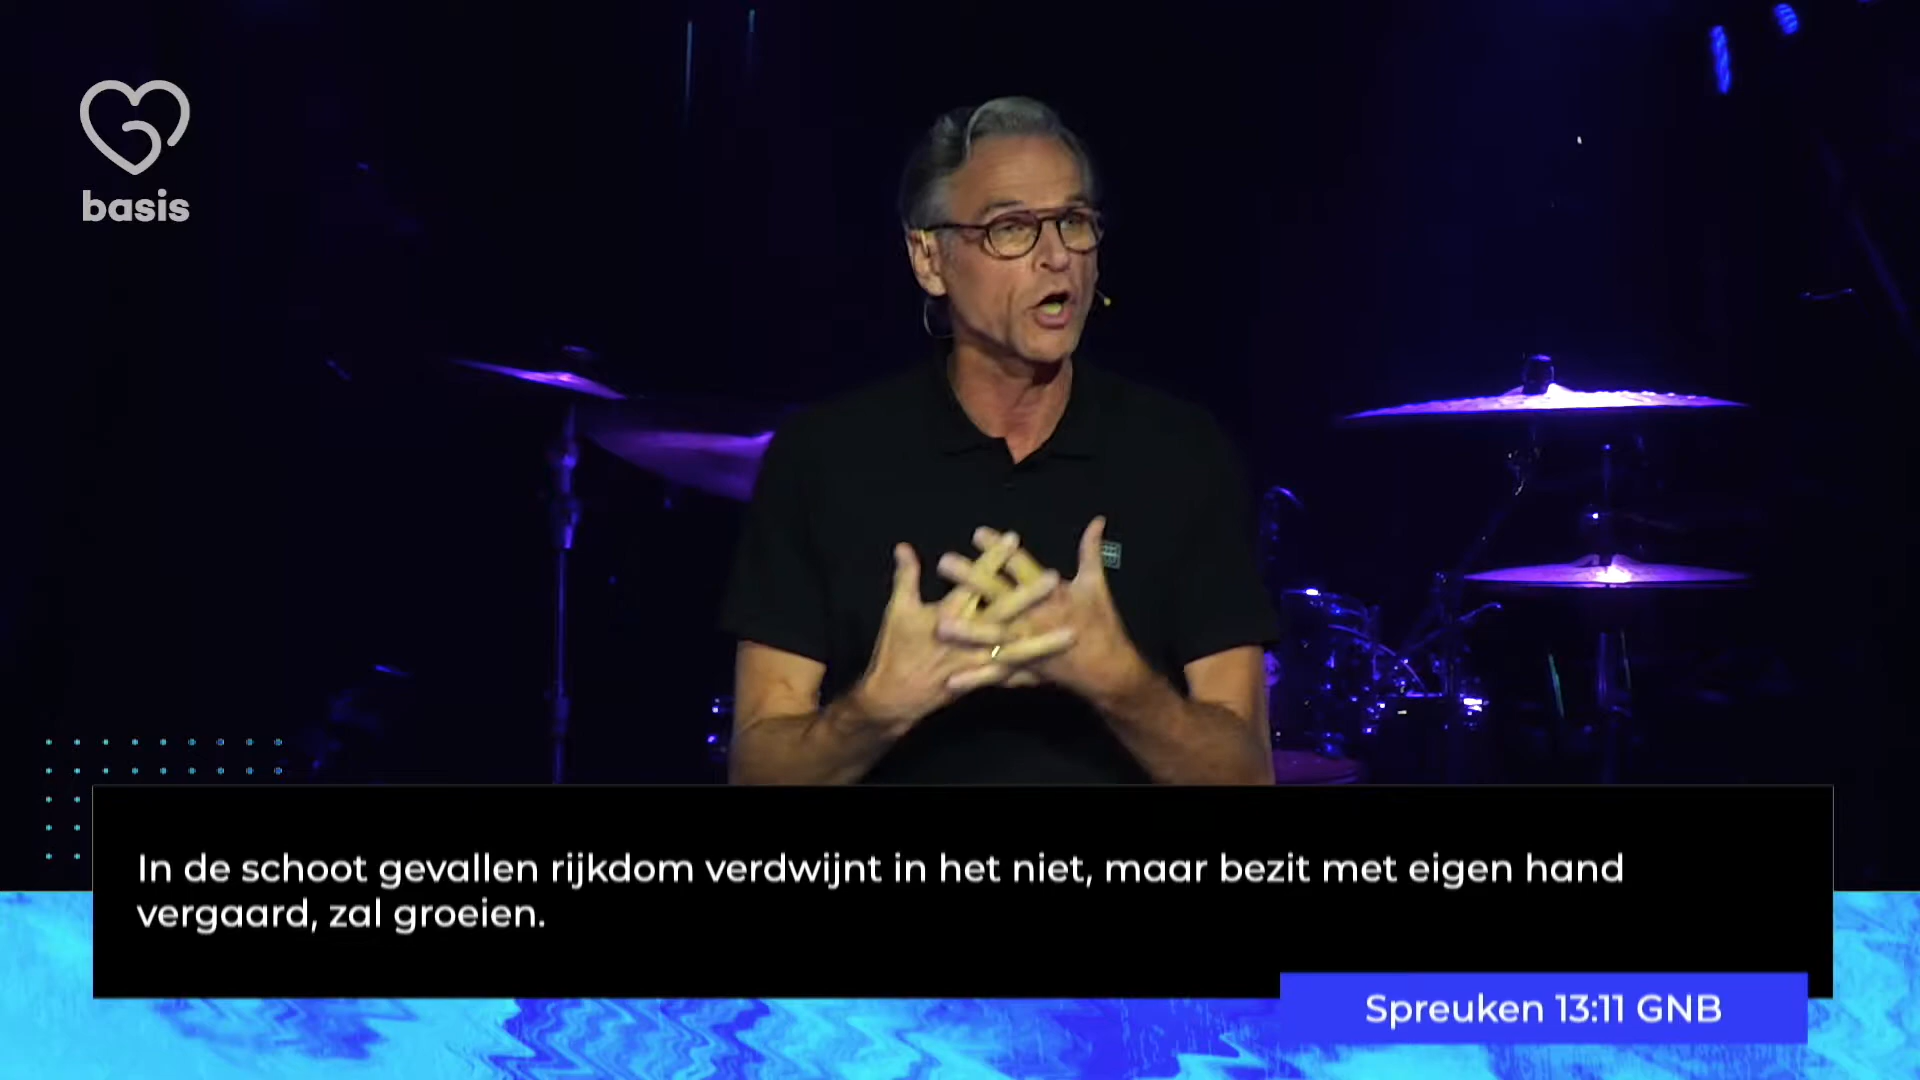 basis
In de schoot gevallen rijkdom verdwijnt in het niet, maar bezit met eigen hand
vergaard, zal groeien.
Spreuken 13:11 GNB